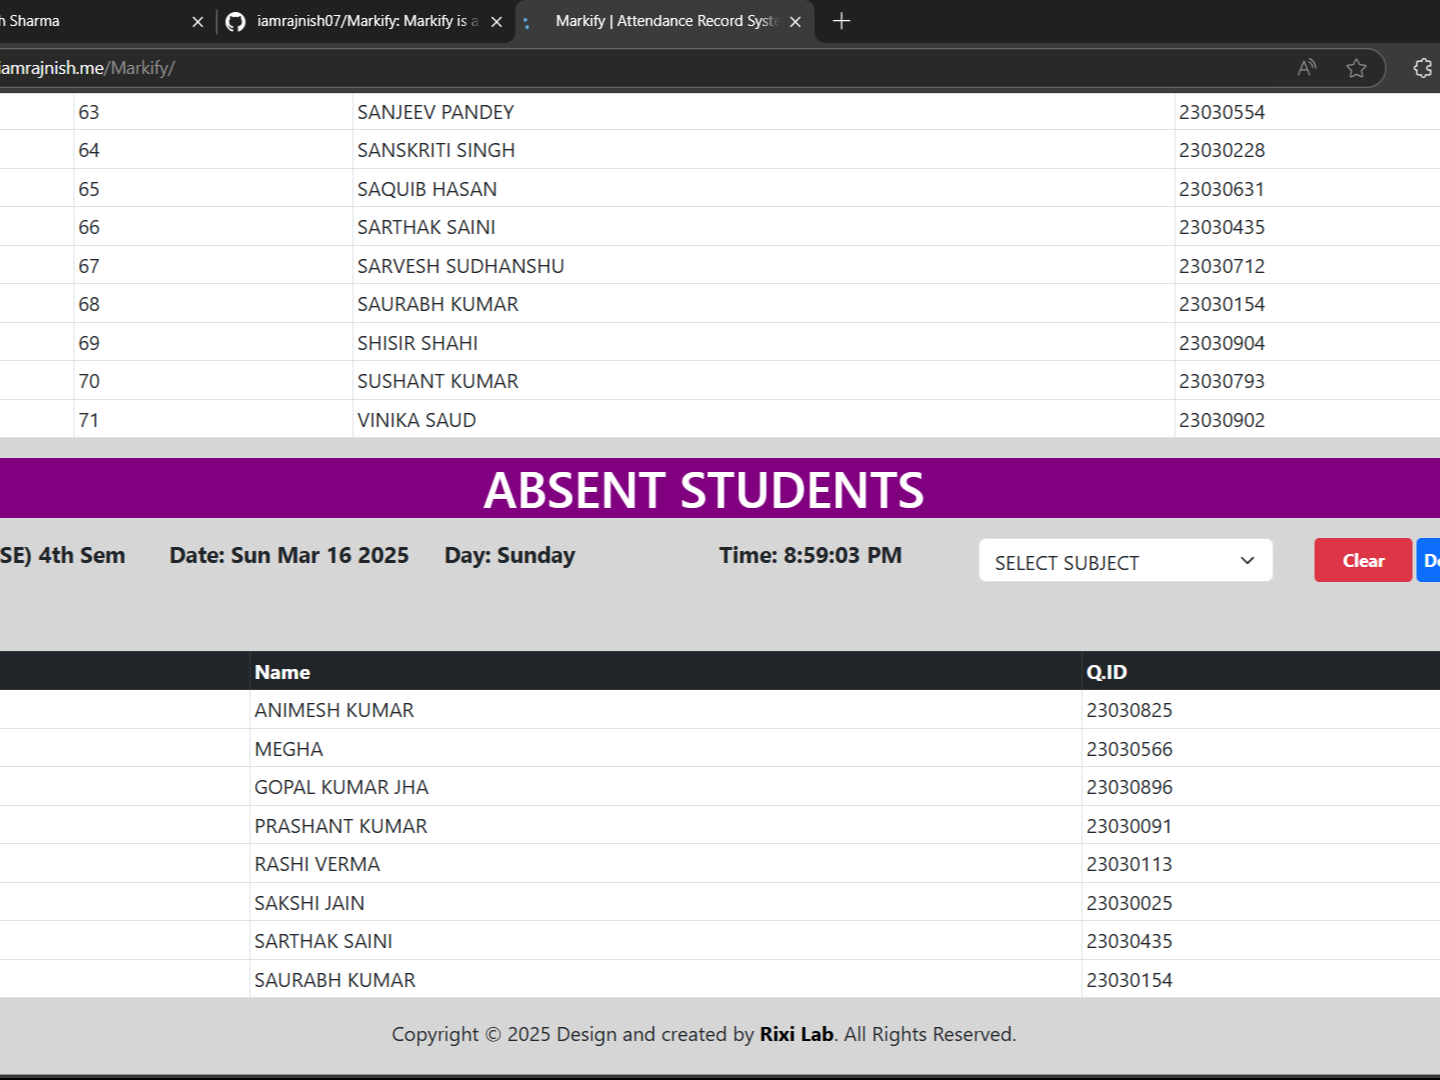 h Sharma
iamrajnish07/Markify: Markify is a
Markify | Attendance Record Syste
iamrajnish.me/Markify/
63 SANJEEV PANDEY 23030554
64 SANSKRITI SINGH 23030228
65 SAQUIB HASAN 23030631
66 SARTHAK SAINI 23030435
67 SARVESH SUDHANSHU 23030712
68 SAURABH KUMAR 23030154
69 SHISIR SHAHI 23030904
70 SUSHANT KUMAR 23030793
71 VINIKA SAUD 23030902
ABSENT STUDENTS
SE) 4th Sem Date: Sun Mar 16 2025 Day: Sunday Time: 8:59:03 PM SELECT SUBJECT Clear
Name Q.ID
ANIMESH KUMAR 23030825
MEGHA 23030566
GOPAL KUMAR JHA 23030896
PRASHANT KUMAR 23030091
RASHI VERMA 23030113
SAKSHI JAIN 23030025
SARTHAK SAINI 23030435
SAURABH KUMAR 23030154
Copyright © 2025 Design and created by Rixi Lab. All Rights Reserved.